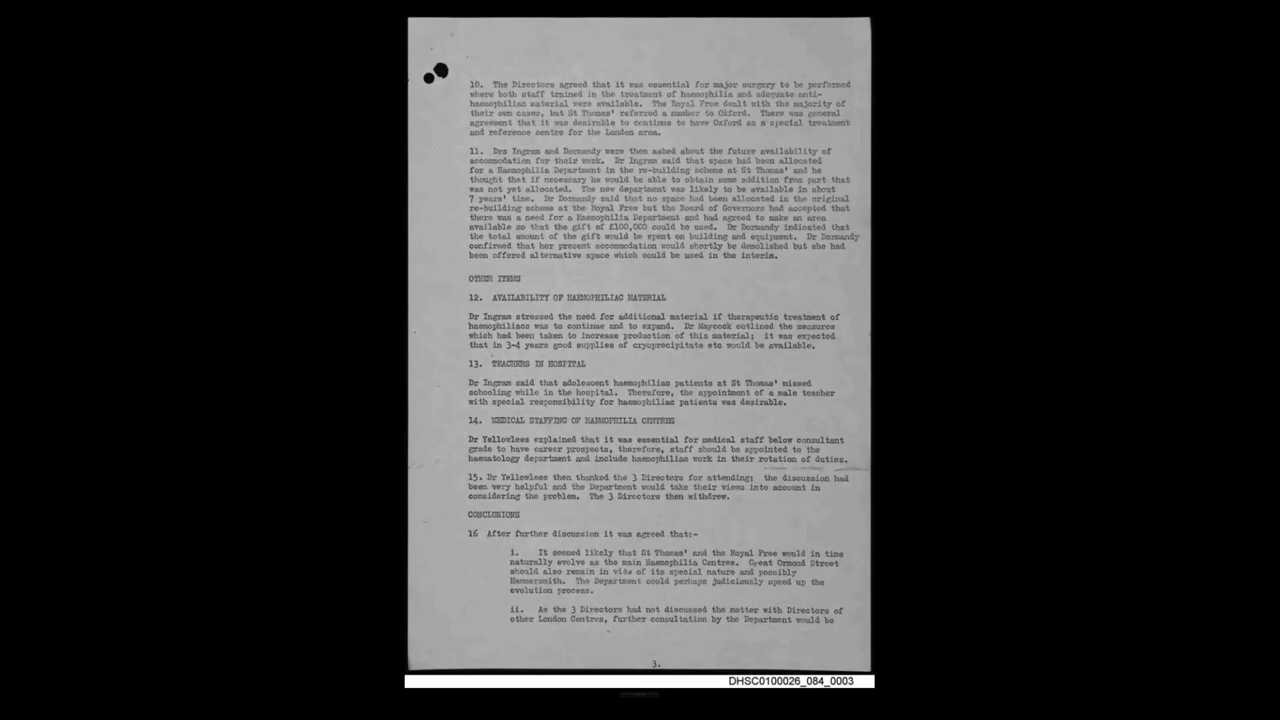 10. The Directors agreed that it was essential for major surgery to be performed
where both staff trained in the treatment of haemophilia and adequate anti-
haemophiliac material were available. The Royal Free dealt with the majority of
their own cases, but St Thomas' referred a number to Oxford. There was general
agreement that it was desirable to continue to have Oxford as a special treatment
and reference centre for the London area.
11. Drs Ingram and Dormandy were then asked about the future availability of
accommodation for their work. Dr Ingram said that space had been allocated
for a Haemophilia Department in the re-building scheme at St Thomas' and he
thought that if necessary he would be able to obtain some addition from part that
was not yet allocated. The new department was likely to be available in about
7 years' time. Dr Dormandy said that no space had been allocated in the original
re-building scheme at the Royal Free but the Board of Governors had accepted that
there was a need for a Haemophilia Department and had agreed to make an area
available so that the gift of £100,000 could be used. Dr Dormandy indicated that
the total amount of the gift would be spent on building and equipment. Dr Dormandy
confirmed that her present accommodation would shortly be demolished but she had
been offered alternative space which could be used in the interim.
OTHER ITEMS
12. AVAILABILITY OF HAEMOPHILIAC MATERIAL
Dr Ingram stressed the need for additional material if therapeutic treatment of
haemophiliacs was to continue and to expand. Dr Maycock outlined the measures
which had been taken to increase production of this material; it was expected
that in 3-4 years good supplies of cryoprecipitate etc would be available.
13. TEACHERS IN HOSPITAL
Dr Ingram said that adolescent haemophiliac patients at St Thomas' missed
schooling while in the hospital. Therefore, the appointment of a male teacher
with special responsibility for haemophiliac patients was desirable.
14. MEDICAL STAFFING OF HAEMOPHILIA CENTRES
Dr Yellowlees explained that it was essential for medical staff below consultant
grade to have career prospects, therefore, staff should be appointed to the
haematology department and include haemophiliac work in their rotation of duties.
15. Dr Yellowlees then thanked the 3 Directors for attending; the discussion had
been very helpful and the Department would take their views into account in
considering the problem. The 3 Directors then withdrew.
CONCLUSIONS
16 After further discussion it was agreed that:-
i. It seemed likely that St Thomas' and the Royal Free would in time
naturally evolve as the main Haemophilia Centres. Great Ormond Street
should also remain in view of its special nature and possibly
Hammersmith. The Department could perhaps judiciously speed up the
evolution process.
ii. As the 3 Directors had not discussed the matter with Directors of
other London Centres, further consultation by the Department would be
3.
DHSC0100026_084_0003